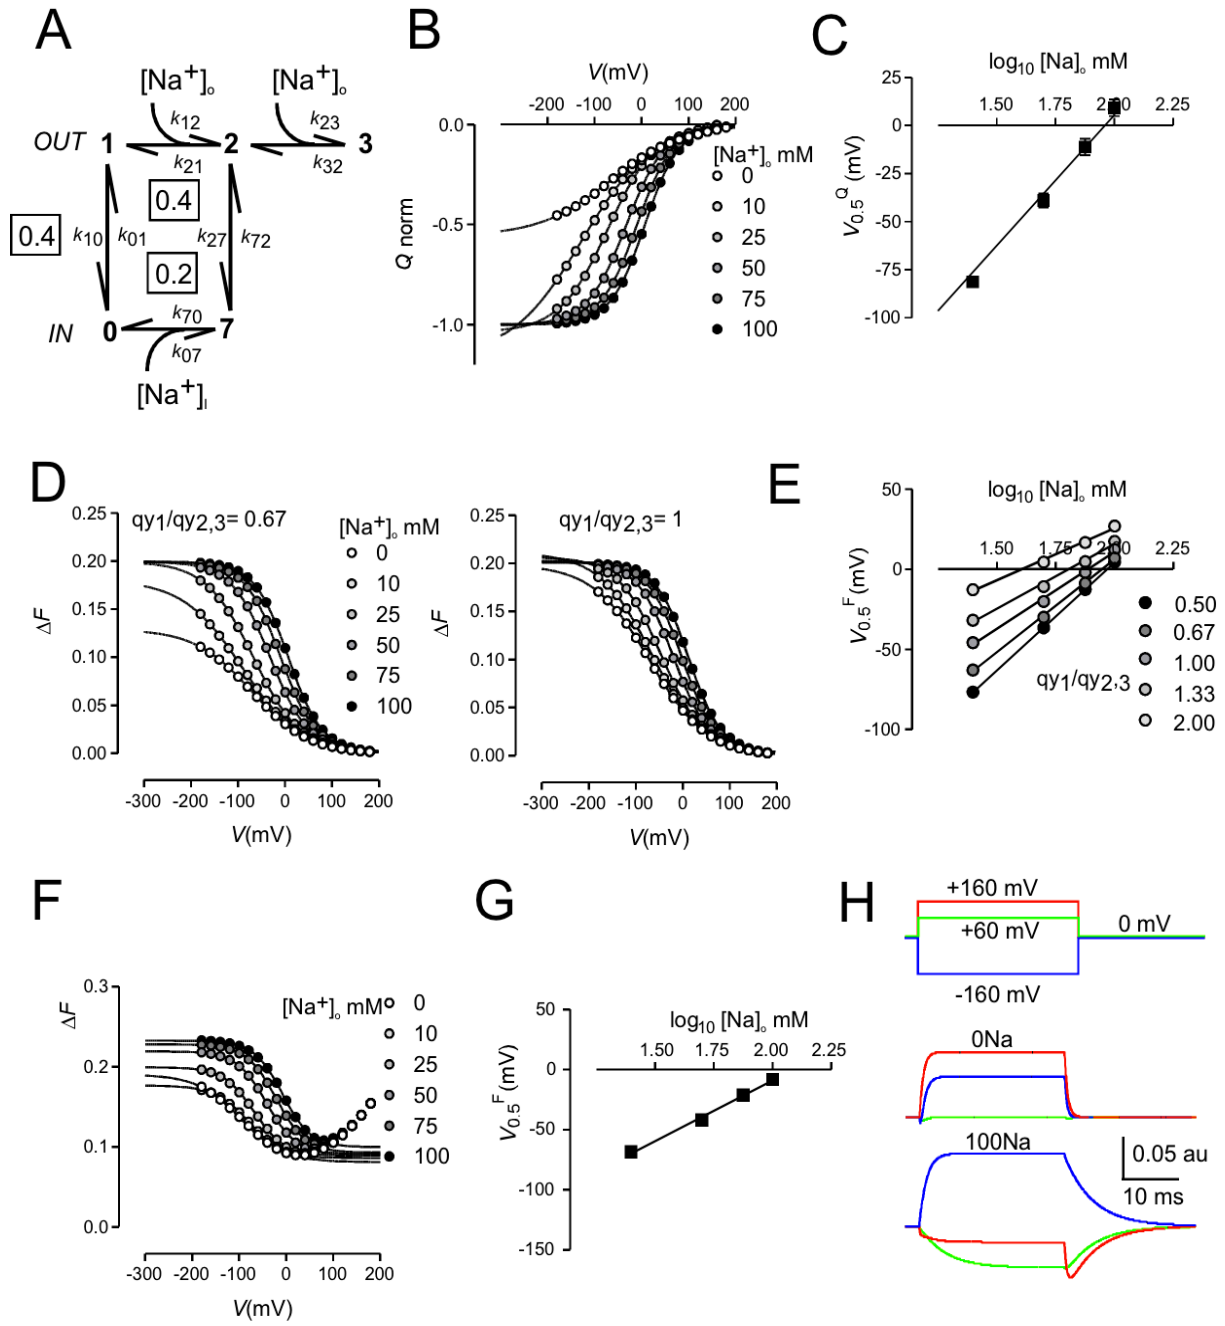 A
[Na+]o [Na+]o
k12 k23
OUT 1 2 3
k21 k32
0.4
0.4 k10 k01 k27 k72
0.2
k70
IN 0 7
k07
[Na+]I
B
V(mV)
-200 -100 0 100 200
0.0
-0.5
-1.0
Q norm
[Na+]o mM
0
10
25
50
75
100
C
log10 [Na]o mM
1.50 1.75 2.00 2.25
25
0
-25
-50
-75
-100
V0.5Q (mV)
D
qy1/qy2,3= 0.67
0.25
0.20
0.15
0.10
0.05
0.00
ΔF
-300 -200 -100 0 100 200
V(mV)
[Na+]o mM
0
10
25
50
75
100
qy1/qy2,3= 1
0.25
0.20
0.15
0.10
0.05
0.00
ΔF
-300 -200 -100 0 100 200
V(mV)
E
log10 [Na]o mM
1.50 1.75 2.00 2.25
50
0
-50
-100
V0.5F (mV)
qy1/qy2,3
0.50
0.67
1.00
1.33
2.00
F
0.3
0.2
0.1
0.0
ΔF
-300 -200 -100 0 100 200
V(mV)
[Na+]o mM
0
10
25
50
75
100
G
log10 [Na]o mM
1.50 1.75 2.00 2.25
50
0
-50
-100
-150
V0.5F (mV)
H
+160 mV
+60 mV
0 mV
-160 mV
0Na
100Na
0.05 au
10 ms